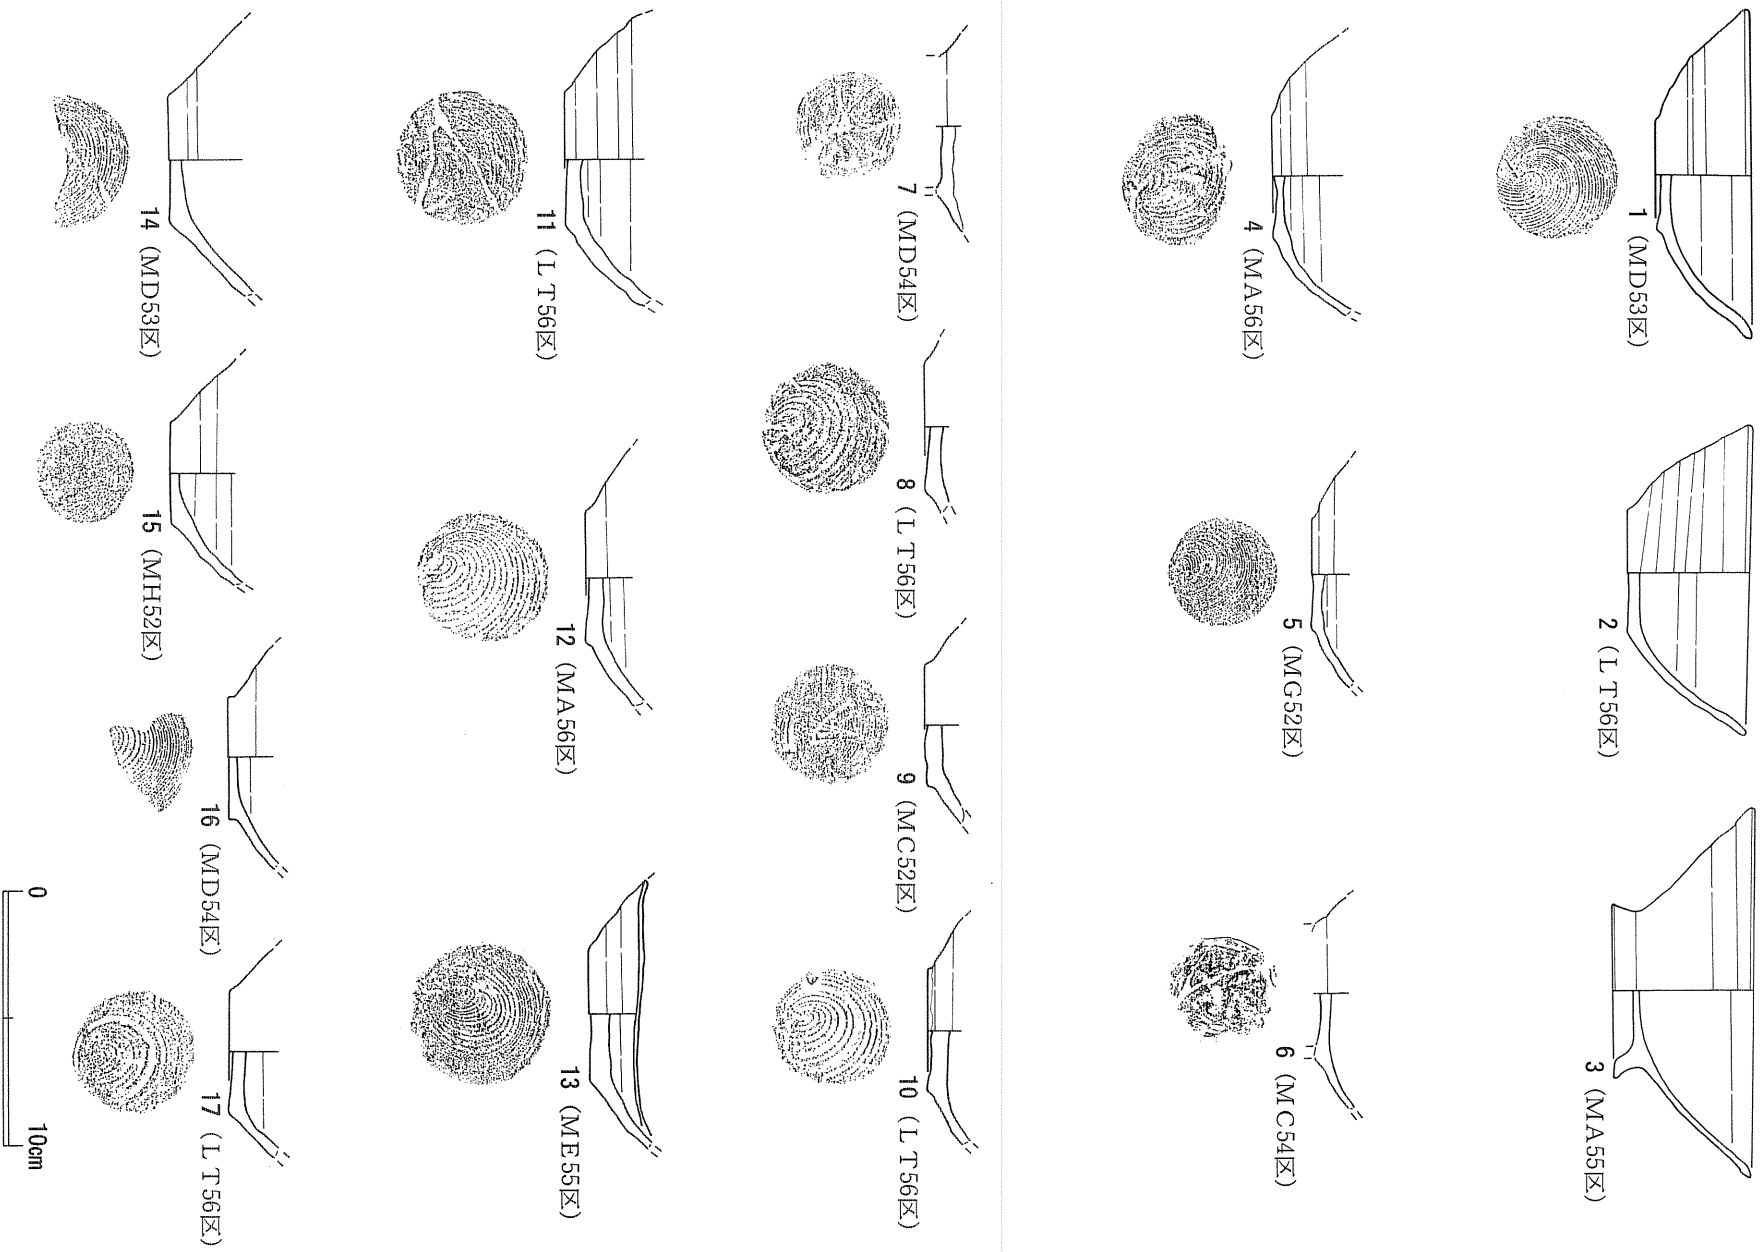 1 (MD53区)
2 (LT56区)
3 (MA55区)
4 (MA56区)
5 (MG52区)
6 (MC54区)
7 (MD54区)
8 (LT56区)
9 (MC52区)
10 (LT56区)
11 (LT56区)
12 (MA56区)
13 (ME55区)
14 (MD53区)
15 (MH52区)
16 (MD54区)
17 (LT56区)
0 10cm